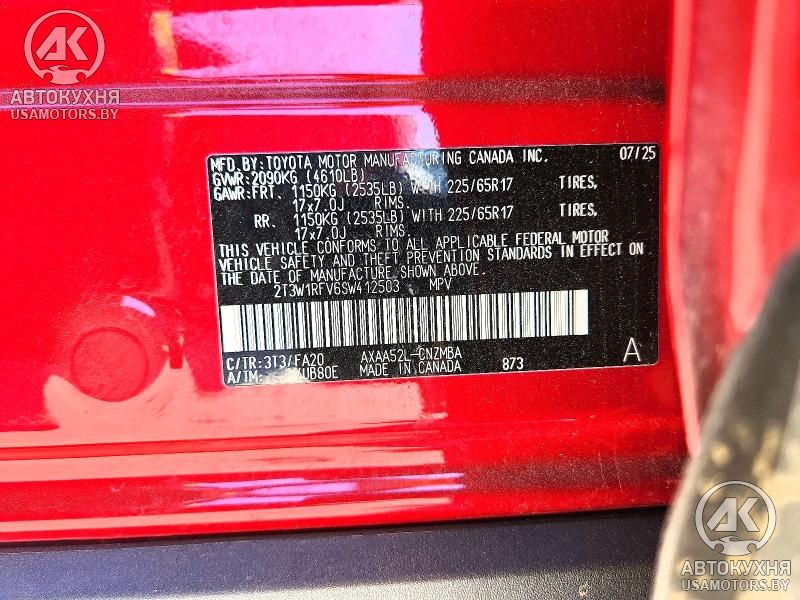 AK
АВТОКУХНЯ
USAMOTORS.BY
MFD.BY:TOYOTA MOTOR MANUFACTURING CANADA INC. 07/25
GVWR:2090KG (4610LB)
GAWR:FRT. 1150KG (2535LB) WITH 225/65R17 TIRES,
17x7.0J RIMS.
RR. 1150KG (2535LB) WITH 225/65R17 TIRES,
17x7.0J RIMS.
THIS VEHICLE CONFORMS TO ALL APPLICABLE FEDERAL MOTOR
VEHICLE SAFETY AND THEFT PREVENTION STANDARDS IN EFFECT ON
THE DATE OF MANUFACTURE SHOWN ABOVE.
2T3W1RFV6SW412503 MPV
C/TR:3T3/FA20 AXAA52L-CNZMBA
A/TM: UB80E MADE IN CANADA 873 A
AK
АВТОКУХНЯ
USAMOTORS.BY